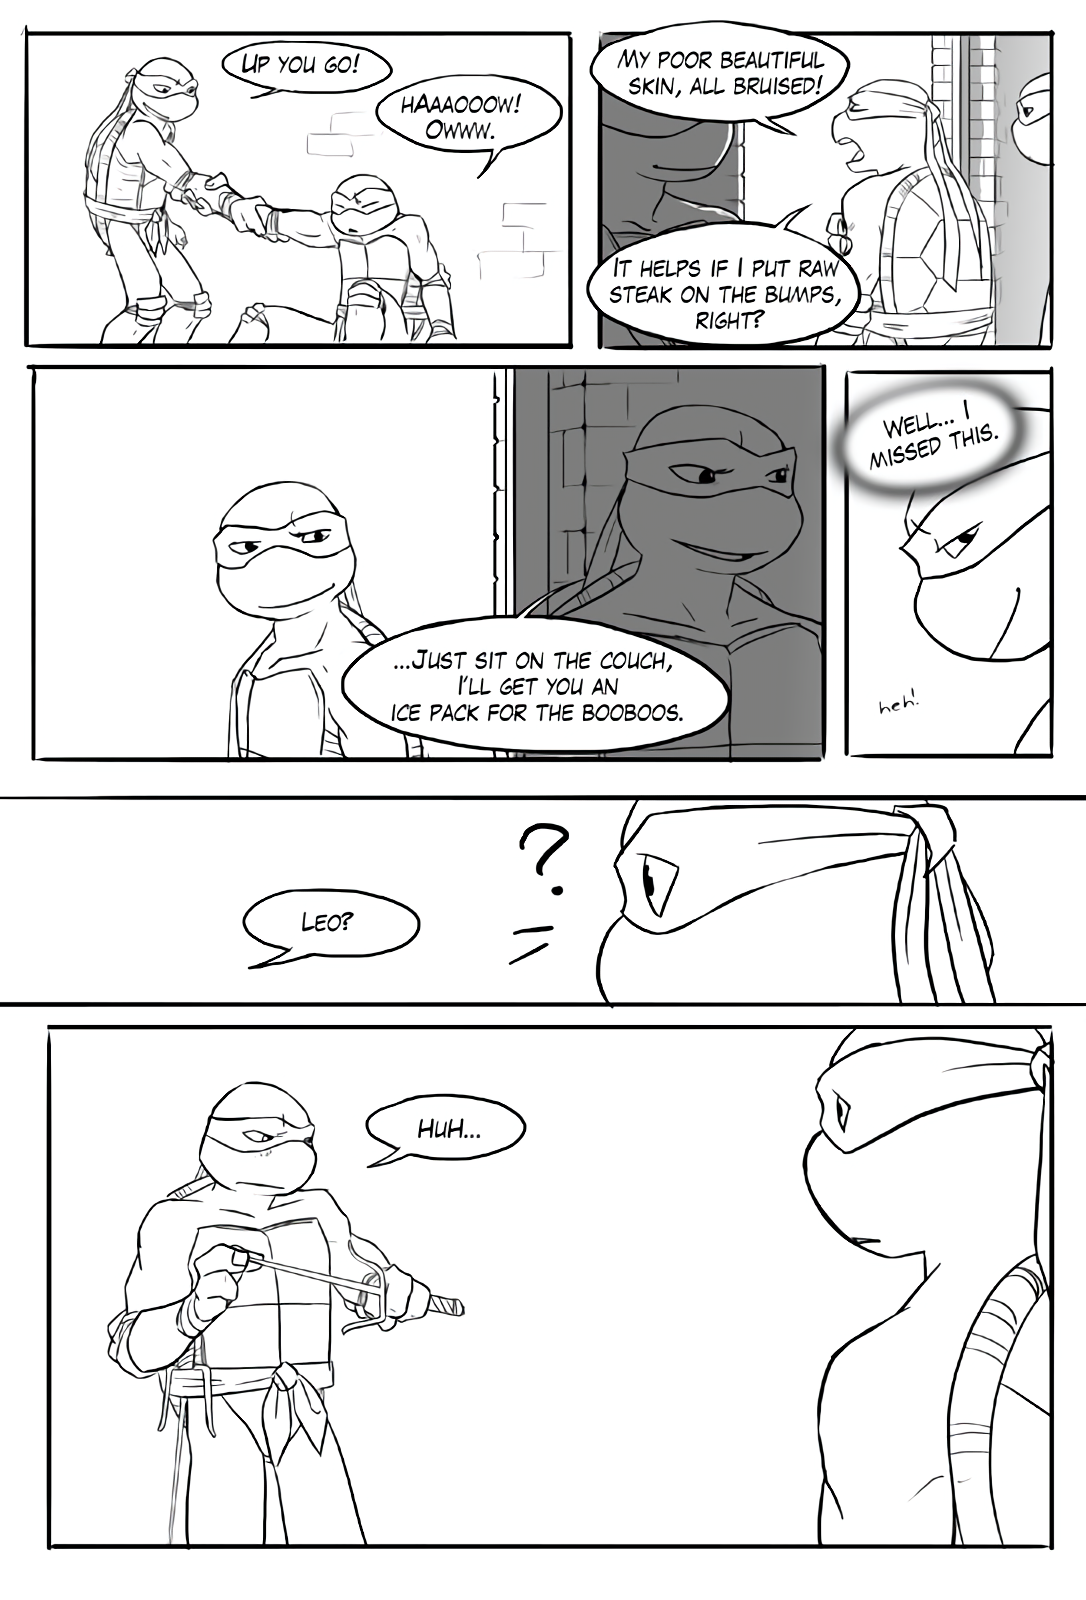 UP YOU GO!
HAAAOOOW!
OWWW.
MY POOR BEAUTIFUL
SKIN, ALL BRUISED!
IT HELPS IF I PUT RAW
STEAK ON THE BUMPS,
RIGHT?
...JUST SIT ON THE COUCH,
I'LL GET YOU AN
ICE PACK FOR THE BOOBOOS.
WELL... I
MISSED THIS.
heh!
?
LEO?
HUH...